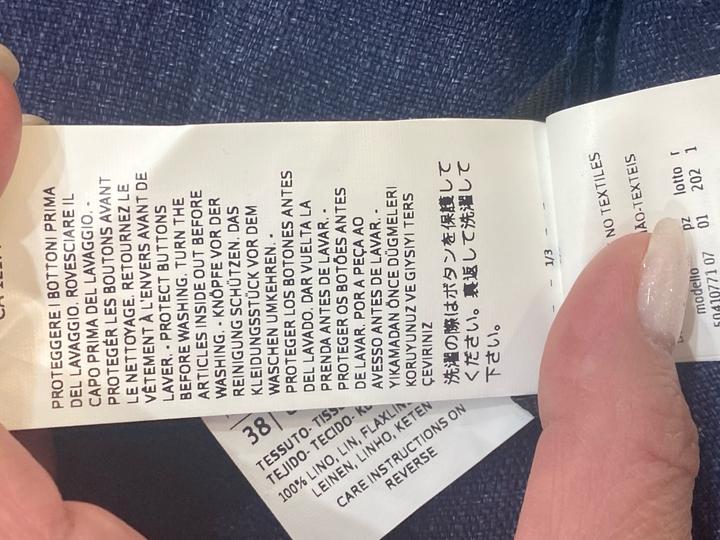 PROTEGGERE I BOTTONI PRIMA
DEL LAVAGGIO. ROVESCIARE IL
CAPO PRIMA DEL LAVAGGIO. -
PROTEGÉR LES BOUTONS AVANT
LE NETTOYAGE. RETOURNEZ LE
VÊTEMENT À L'ENVERS AVANT DE
LAVER. - PROTECT BUTTONS
BEFORE WASHING. TURN THE
ARTICLES INSIDE OUT BEFORE
WASHING. - KNÖPFE VOR DER
REINIGUNG SCHÜTZEN. DAS
KLEIDUNGSSTÜCK VOR DEM
WASCHEN UMKEHREN. -
PROTEGER LOS BOTONES ANTES
DEL LAVADO. DAR VUELTA LA
PRENDA ANTES DE LAVAR. -
PROTEGER OS BOTÕES ANTES
DE LAVAR. POR A PEÇA AO
AVESSO ANTES DE LAVAR. -
YIKAMADAN ÖNCE DÜGMELERI
KORUYUNUZ VE GIYSIYI TERS
ÇEVIRINIZ
洗濯の際はボタンを保護して
ください。裏返して洗濯して
下さい。
- 1/3 -
NO TEXTILES
modello pz lotto
0410771 07 01 202 1
38
TESSUTO-
TEJIDO- TECIDO-
100% LINO, LIN, FLAX
LEINEN, LINHO, KETEN
CARE INSTRUCTIONS ON
REVERSE